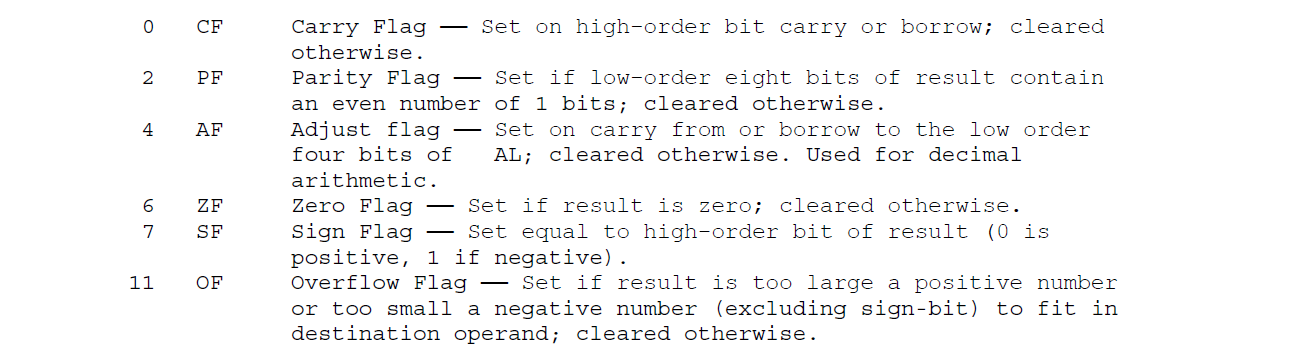 0 CF Carry Flag —— Set on high-order bit carry or borrow; cleared
otherwise.
2 PF Parity Flag —— Set if low-order eight bits of result contain
an even number of 1 bits; cleared otherwise.
4 AF Adjust flag —— Set on carry from or borrow to the low order
four bits of   AL; cleared otherwise. Used for decimal
arithmetic.
6 ZF Zero Flag —— Set if result is zero; cleared otherwise.
7 SF Sign Flag —— Set equal to high-order bit of result (0 is
positive, 1 if negative).
11 OF Overflow Flag —— Set if result is too large a positive number
or too small a negative number (excluding sign-bit) to fit in
destination operand; cleared otherwise.